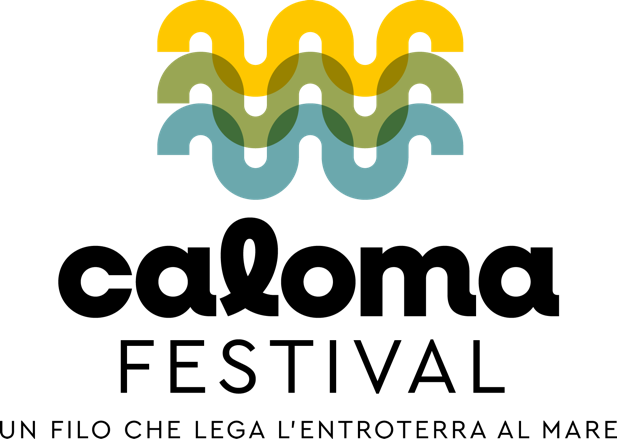 caloma
FESTIVAL
UN FILO CHE LEGA L'ENTROTERRA AL MARE